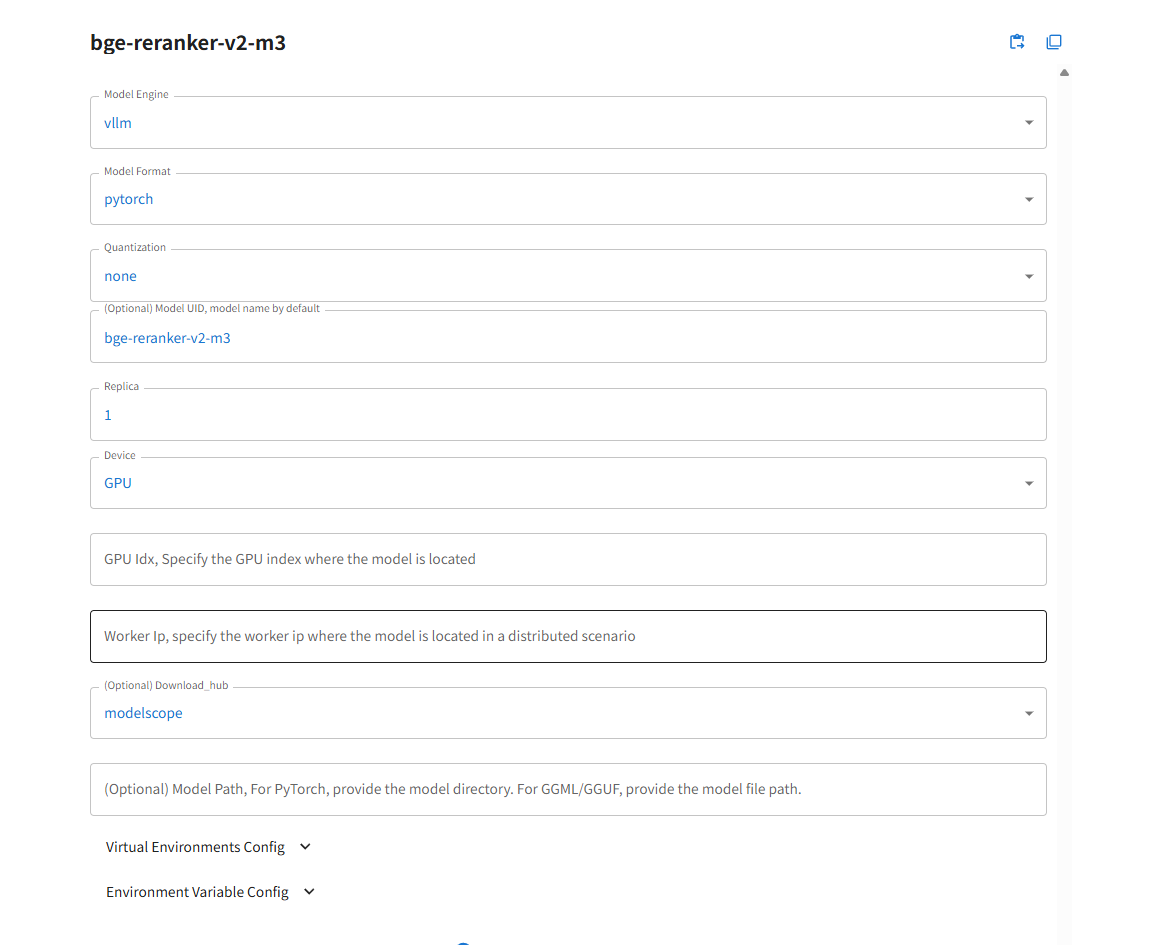 bge-reranker-v2-m3
Model Engine
vllm
Model Format
pytorch
Quantization
none
(Optional) Model UID, model name by default
bge-reranker-v2-m3
Replica
1
Device
GPU
GPU Idx, Specify the GPU index where the model is located
Worker Ip, specify the worker ip where the model is located in a distributed scenario
(Optional) Download_hub
modelscope
(Optional) Model Path, For PyTorch, provide the model directory. For GGML/GGUF, provide the model file path.
Virtual Environments Config
Environment Variable Config